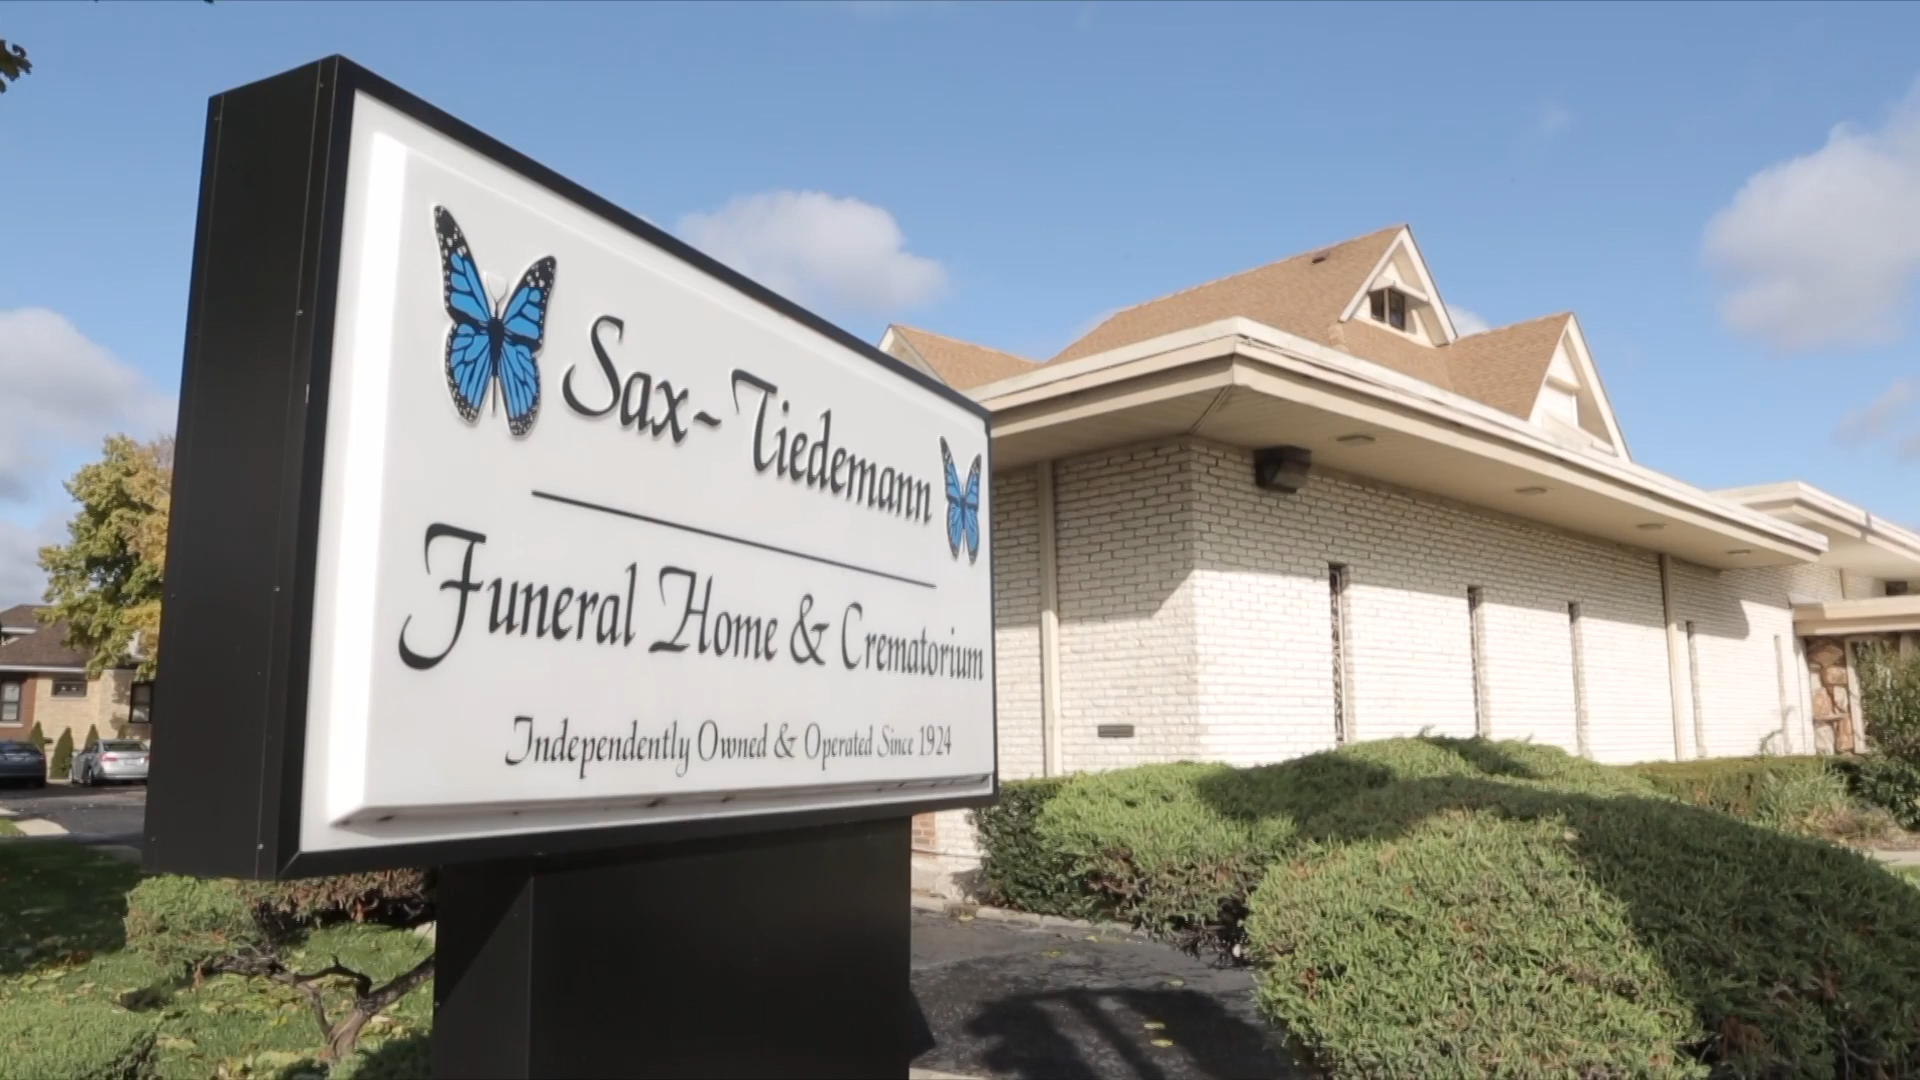 Sax-Tiedemann
Funeral Home & Crematorium
Independently Owned & Operated Since 1924